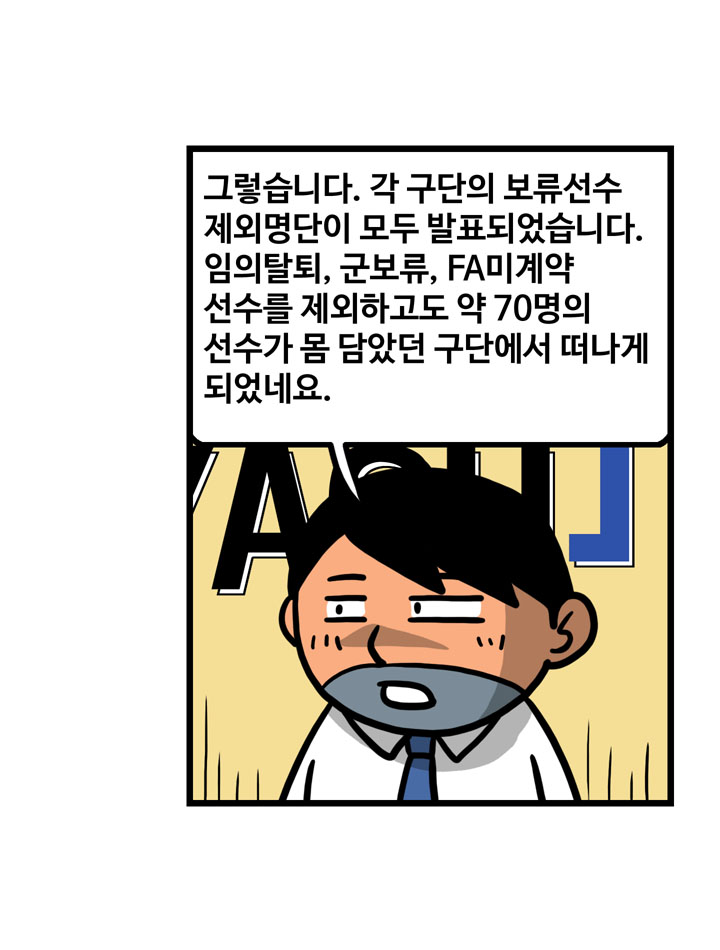 그렇습니다. 각 구단의 보류선수
제외명단이 모두 발표되었습니다.
임의탈퇴, 군보류, FA미계약
선수를 제외하고도 약 70명의
선수가 몸 담았던 구단에서 떠나게
되었네요.